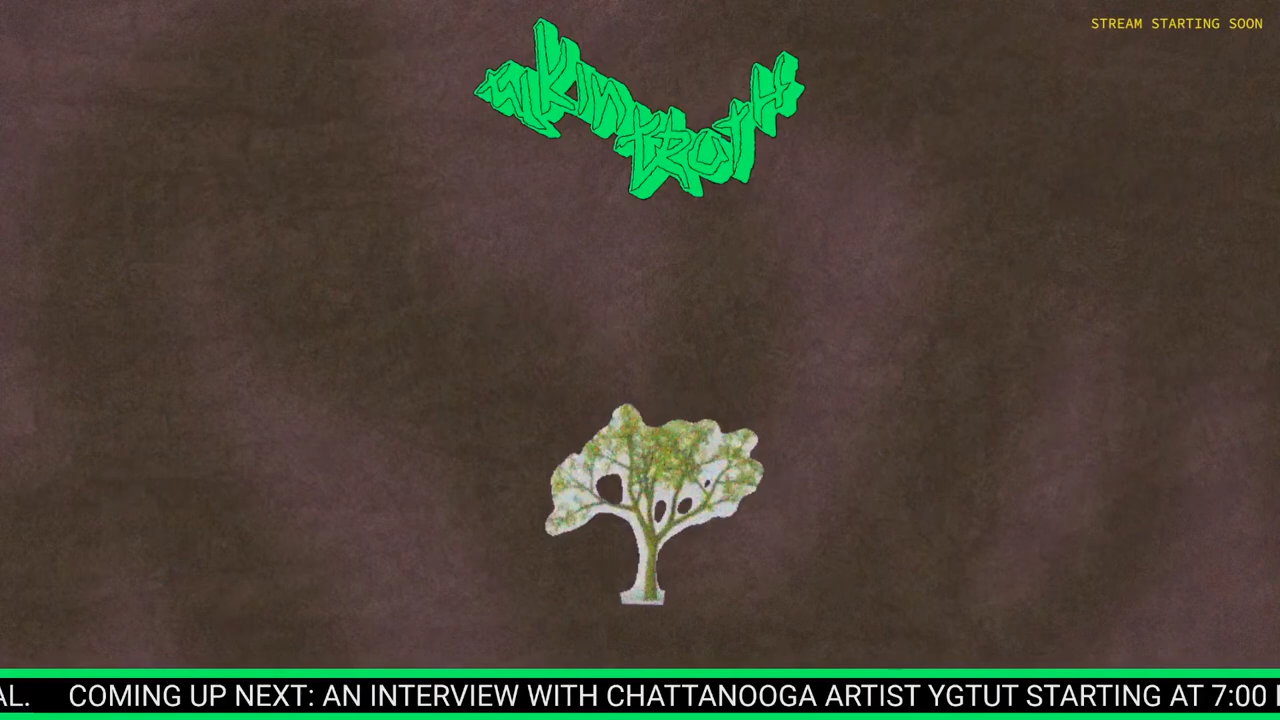 STREAM STARTING SOON
AL. COMING UP NEXT: AN INTERVIEW WITH CHATTANOOGA ARTIST YGTUT STARTING AT 7:00